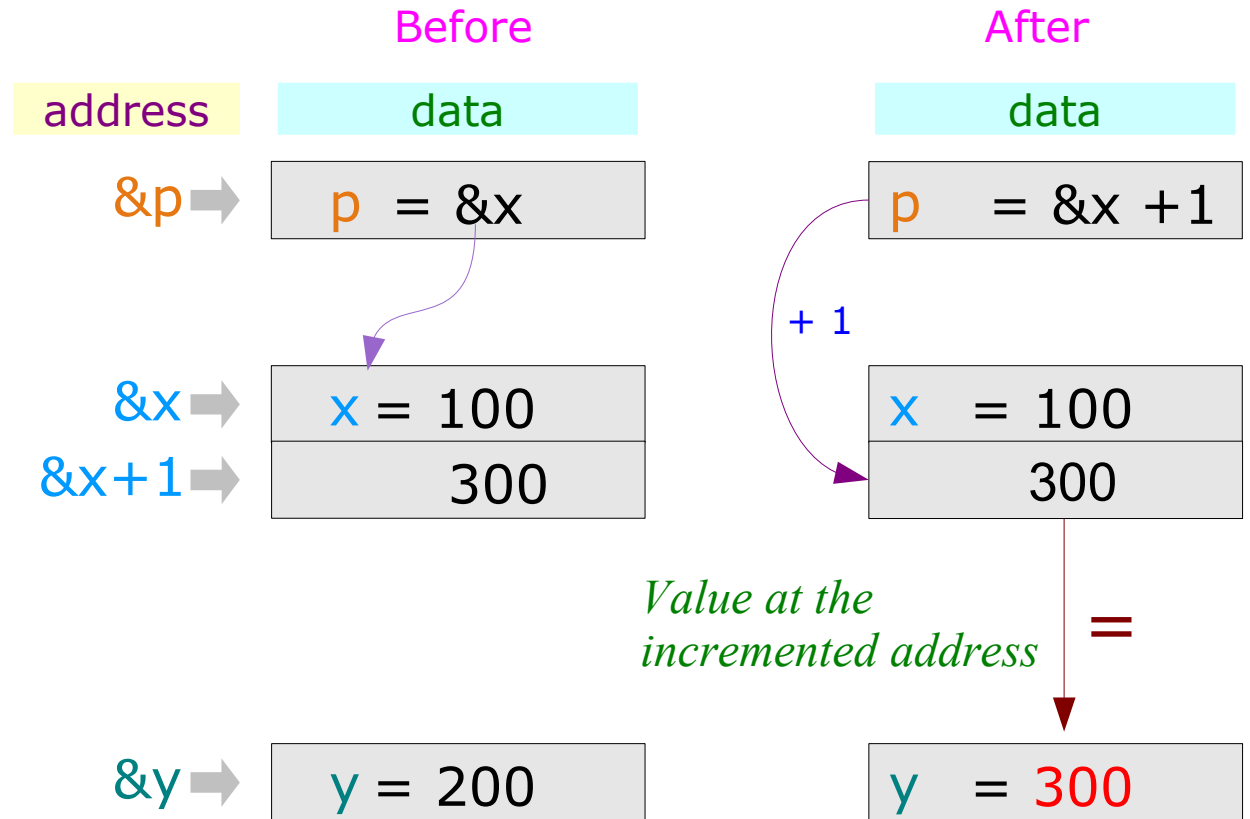 Before After
address data data
&p p = &x p = &x +1
+ 1
&x x = 100 x = 100
&x+1 300 300
Value at the
incremented address =
&y y = 200 y = 300